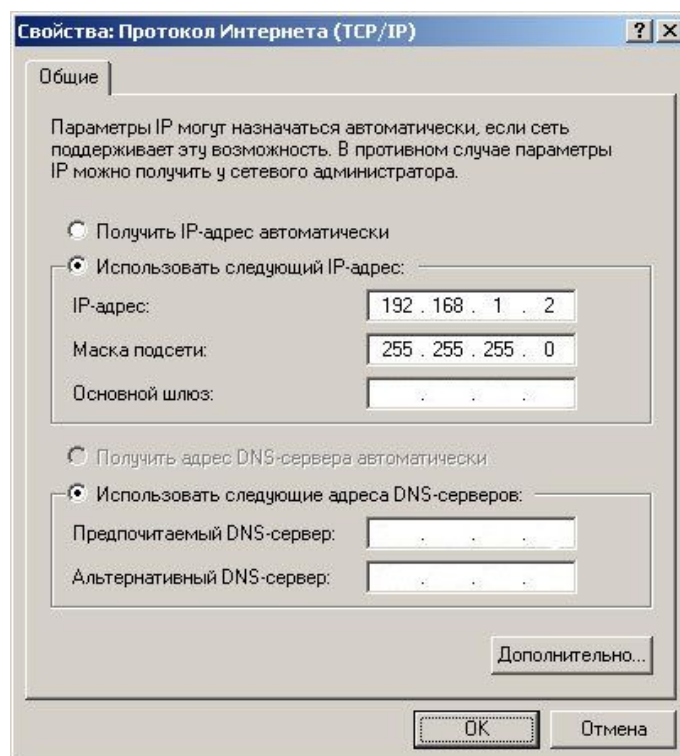 Свойства: Протокол Интернета (TCP/IP)
Общие
Параметры IP могут назначаться автоматически, если сеть
поддерживает эту возможность. В противном случае параметры
IP можно получить у сетевого администратора.
Получить IP-адрес автоматически
Использовать следующий IP-адрес:
IP-адрес: 192 . 168 . 1 . 2
Маска подсети: 255 . 255 . 255 . 0
Основной шлюз: . . .
Получить адрес DNS-сервера автоматически
Использовать следующие адреса DNS-серверов:
Предпочитаемый DNS-сервер: . . .
Альтернативный DNS-сервер: . . .
Дополнительно...
OK Отмена